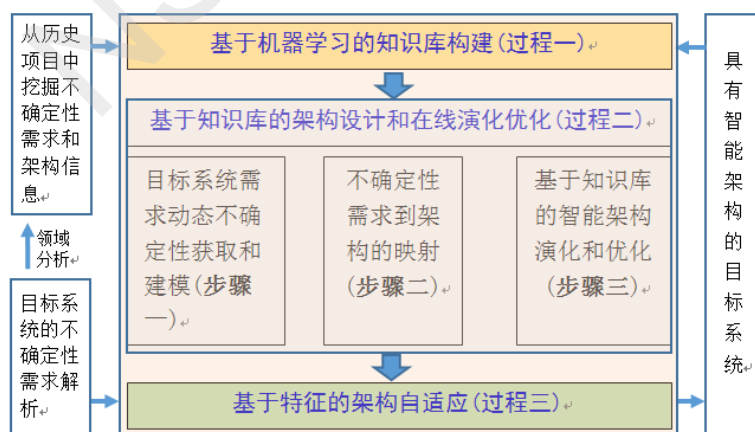 从历史
项目中
挖掘不
确定性
需求和
架构信
息
领域
分析
目标系
统的不
确定性
需求解
析
基于机器学习的知识库构建(过程一)
基于知识库的架构设计和在线演化优化(过程二)
目标系统需
求动态不确
定性获取和
建模(步骤
一)
不确定性
需求到架
构的映射
(步骤二)
基于知识库
的智能架构
演化和优化
(步骤三)
基于特征的架构自适应(过程三)
具
有
智
能
架
构
的
目
标
系
统